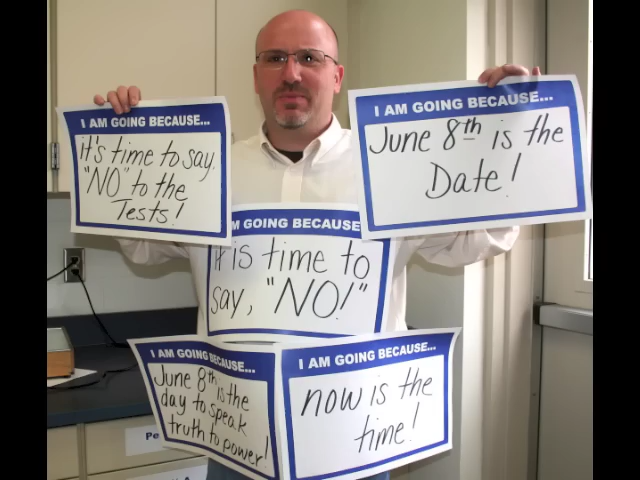 I AM GOING BECAUSE...
it's time to say.
"NO" to the
Tests!
I AM GOING BECAUSE...
June 8th is the
Date!
M GOING BECAUSE
it is time to
say, "NO!"
I AM GOING BECAUSE...
June 8th is the
day to speak
truth to power!
I AM GOING BECAUSE...
now is the
time!
Pe